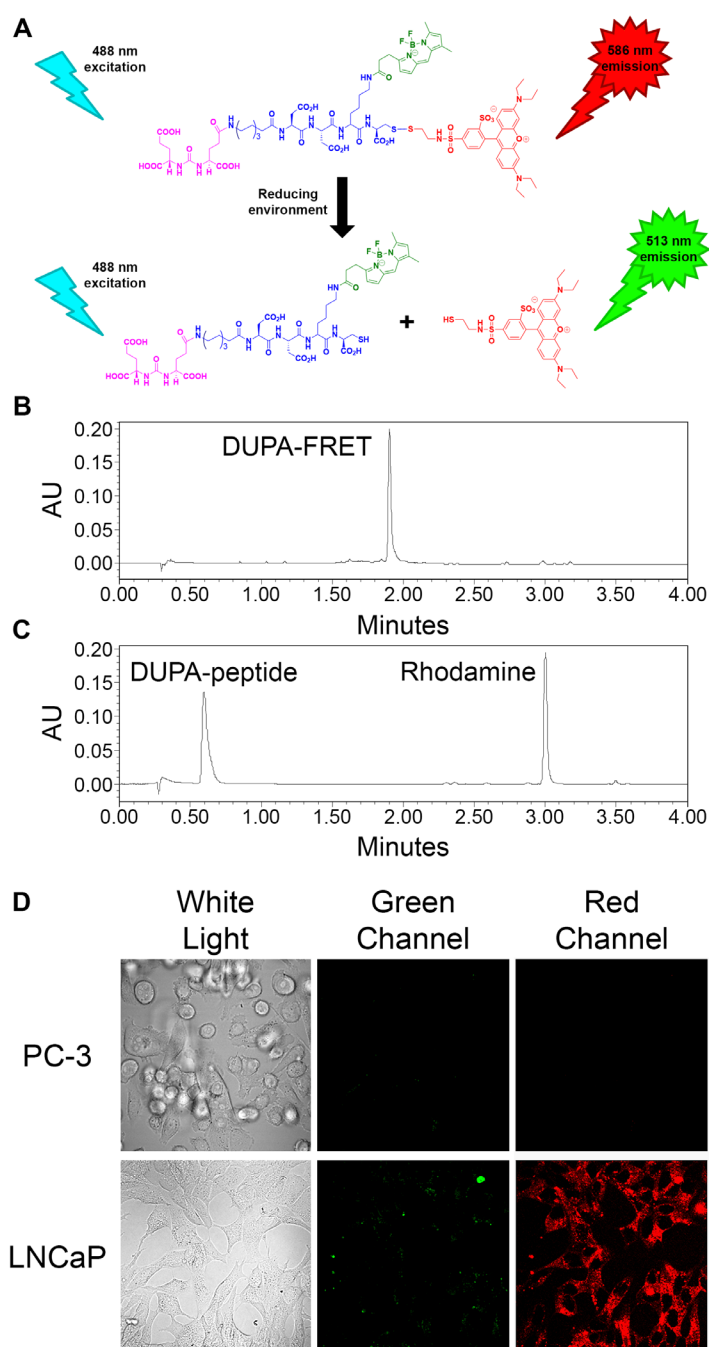 A
488 nm
excitation
586 nm
emission
Reducing
environment
488 nm
excitation
513 nm
emission
+
B
DUPA-FRET
AU
0.20
0.15
0.10
0.05
0.00
0.00 0.50 1.00 1.50 2.00 2.50 3.00 3.50 4.00
Minutes
C
DUPA-peptide Rhodamine
AU
0.20
0.15
0.10
0.05
0.00
0.00 0.50 1.00 1.50 2.00 2.50 3.00 3.50 4.00
Minutes
D
White
Light
Green
Channel
Red
Channel
PC-3
LNCaP